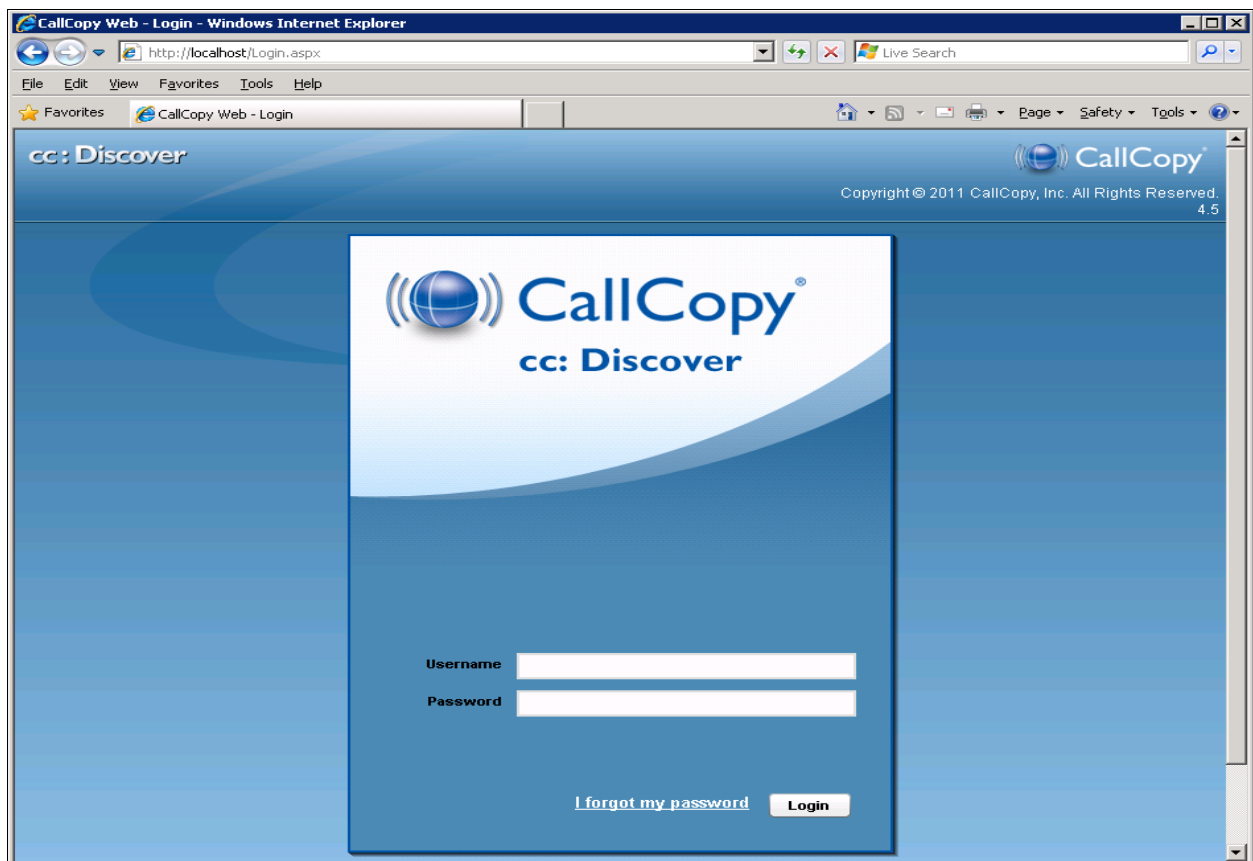 CallCopy Web - Login - Windows Internet Explorer
http://localhost/Login.aspx
Live Search
File Edit View Favorites Tools Help
Favorites CallCopy Web - Login Page Safety Tools
cc: Discover
CallCopy
Copyright © 2011 CallCopy, Inc. All Rights Reserved.
4.5
CallCopy®
cc: Discover
Username
Password
I forgot my password Login